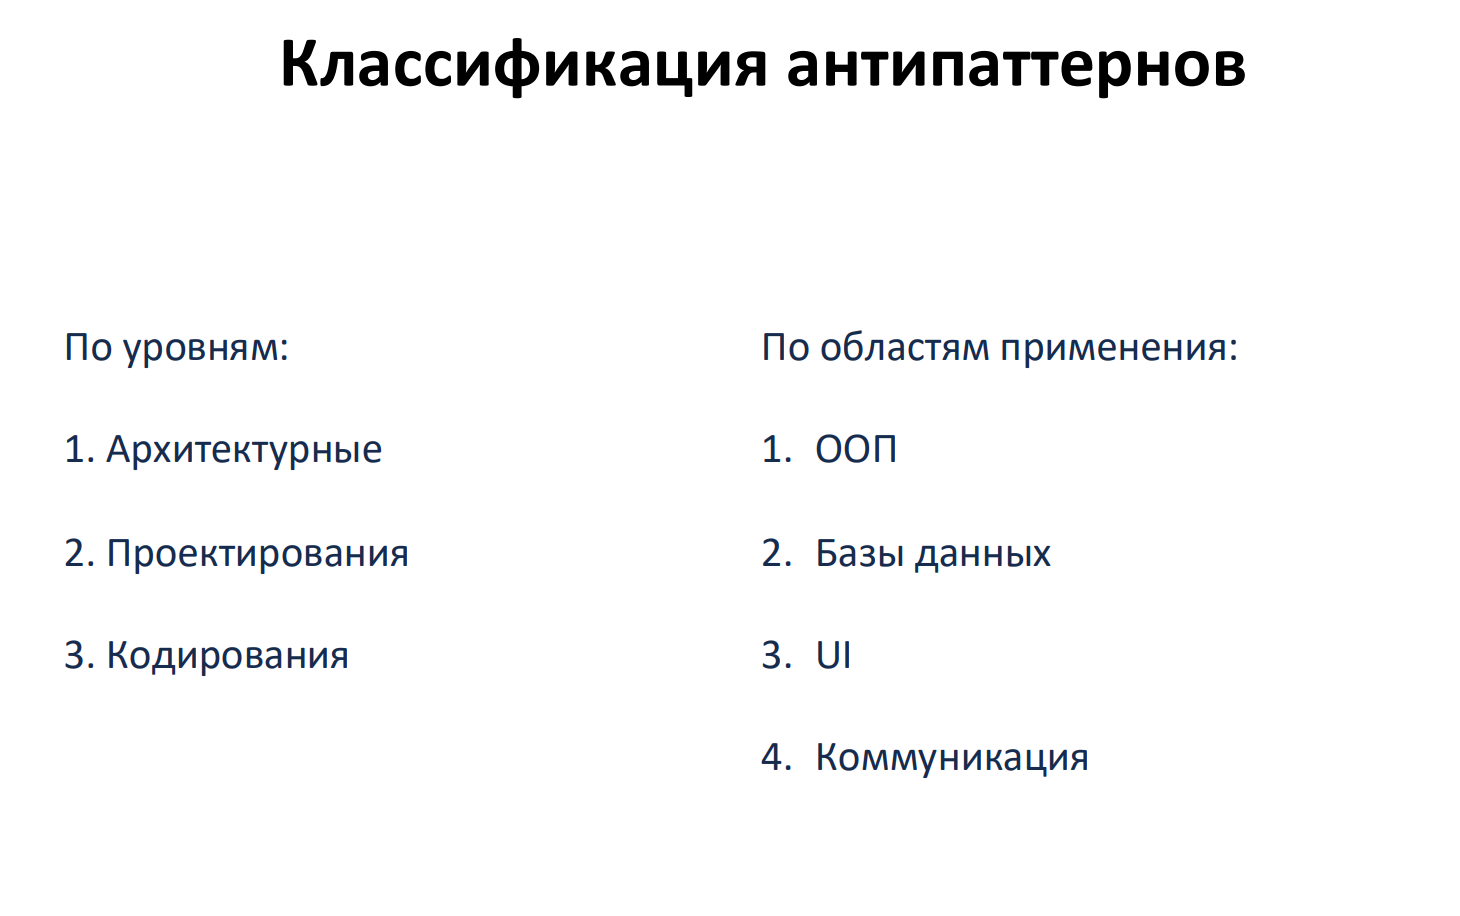 Классификация антипаттернов
По уровням:
1. Архитектурные
2. Проектирования
3. Кодирования
По областям применения:
1. ООП
2. Базы данных
3. UI
4. Коммуникация